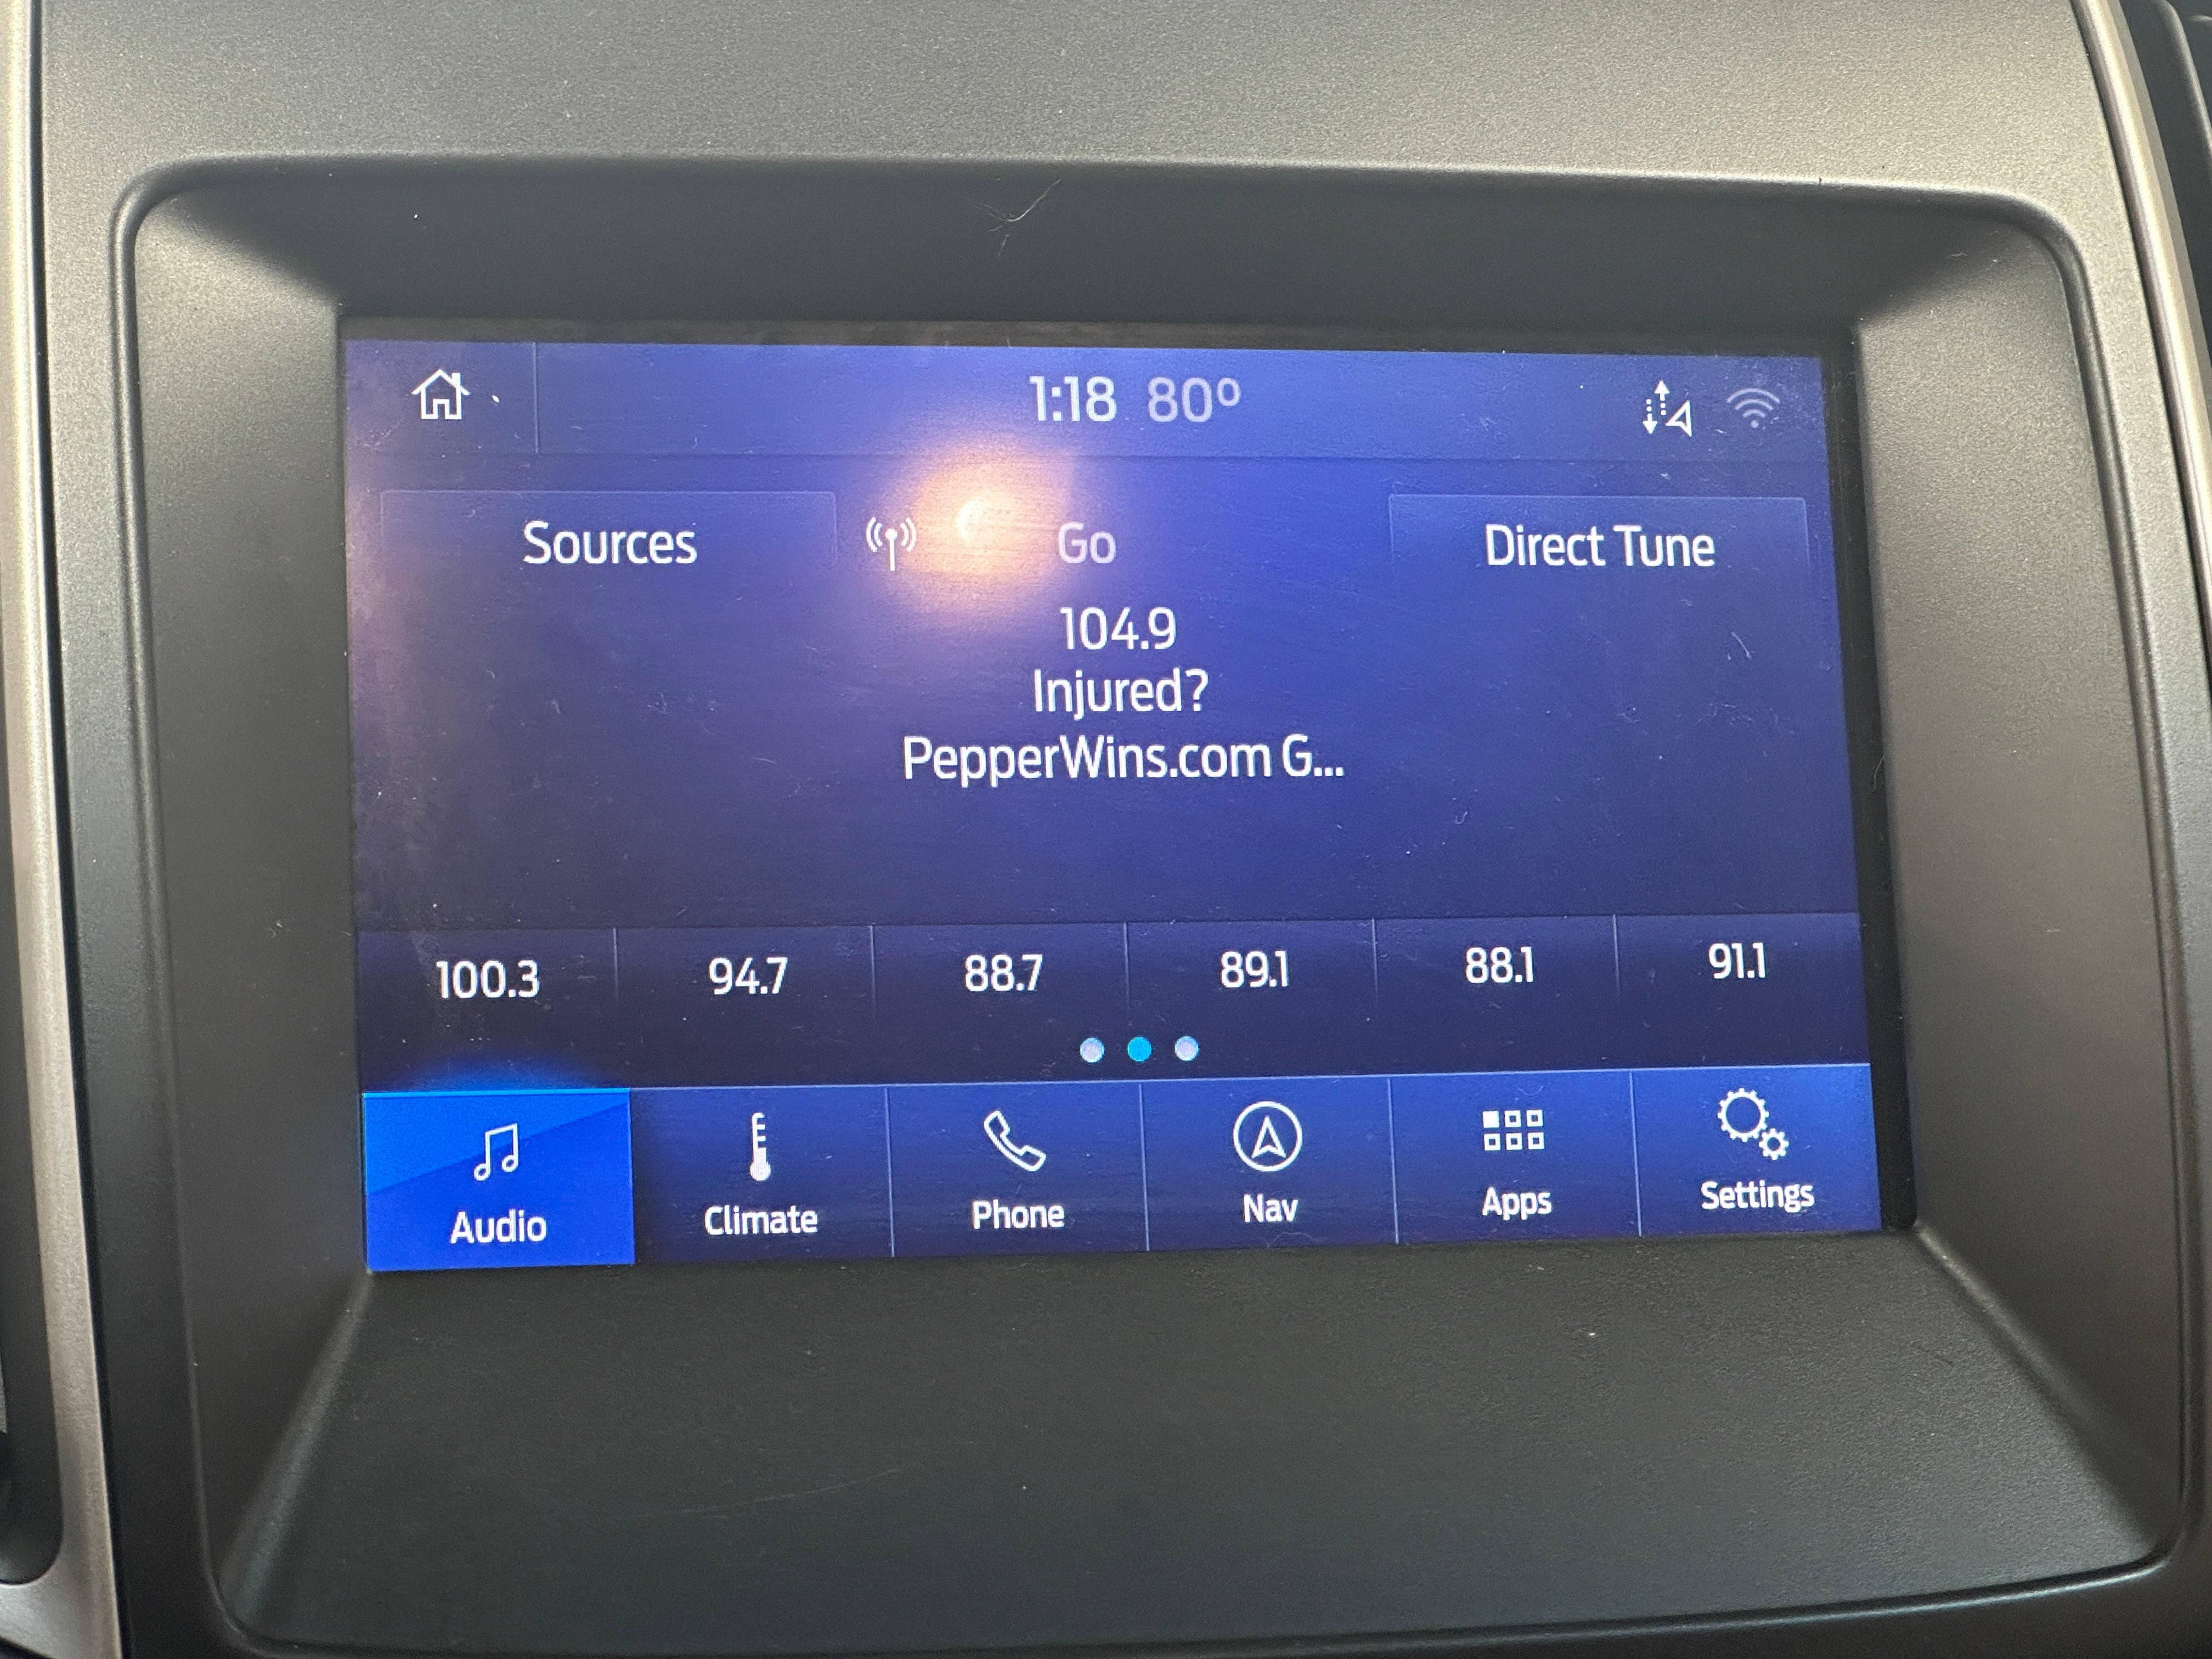 1:18 80°
Sources Go Direct Tune
104.9
Injured?
PepperWins.com G...
100.3 94.7 88.7 89.1 88.1 91.1
Audio Climate Phone Nav Apps Settings